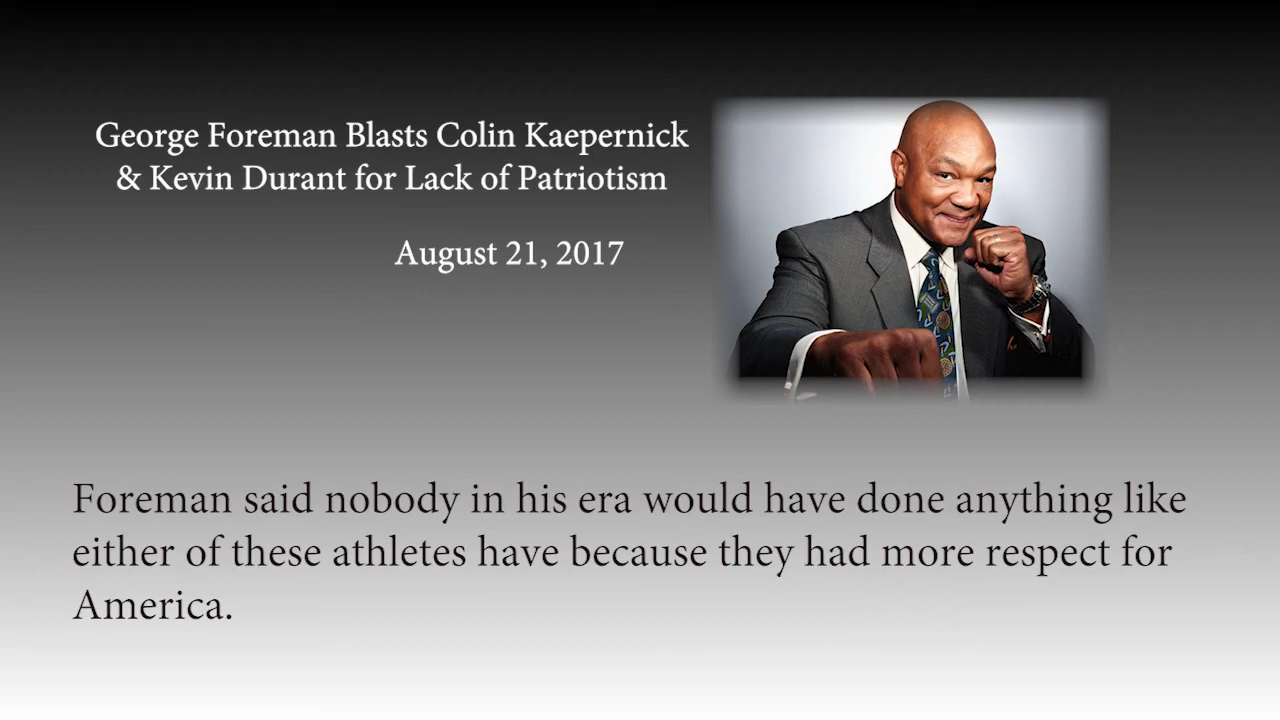 George Foreman Blasts Colin Kaepernick
& Kevin Durant for Lack of Patriotism
August 21, 2017
Foreman said nobody in his era would have done anything like
either of these athletes have because they had more respect for
America.